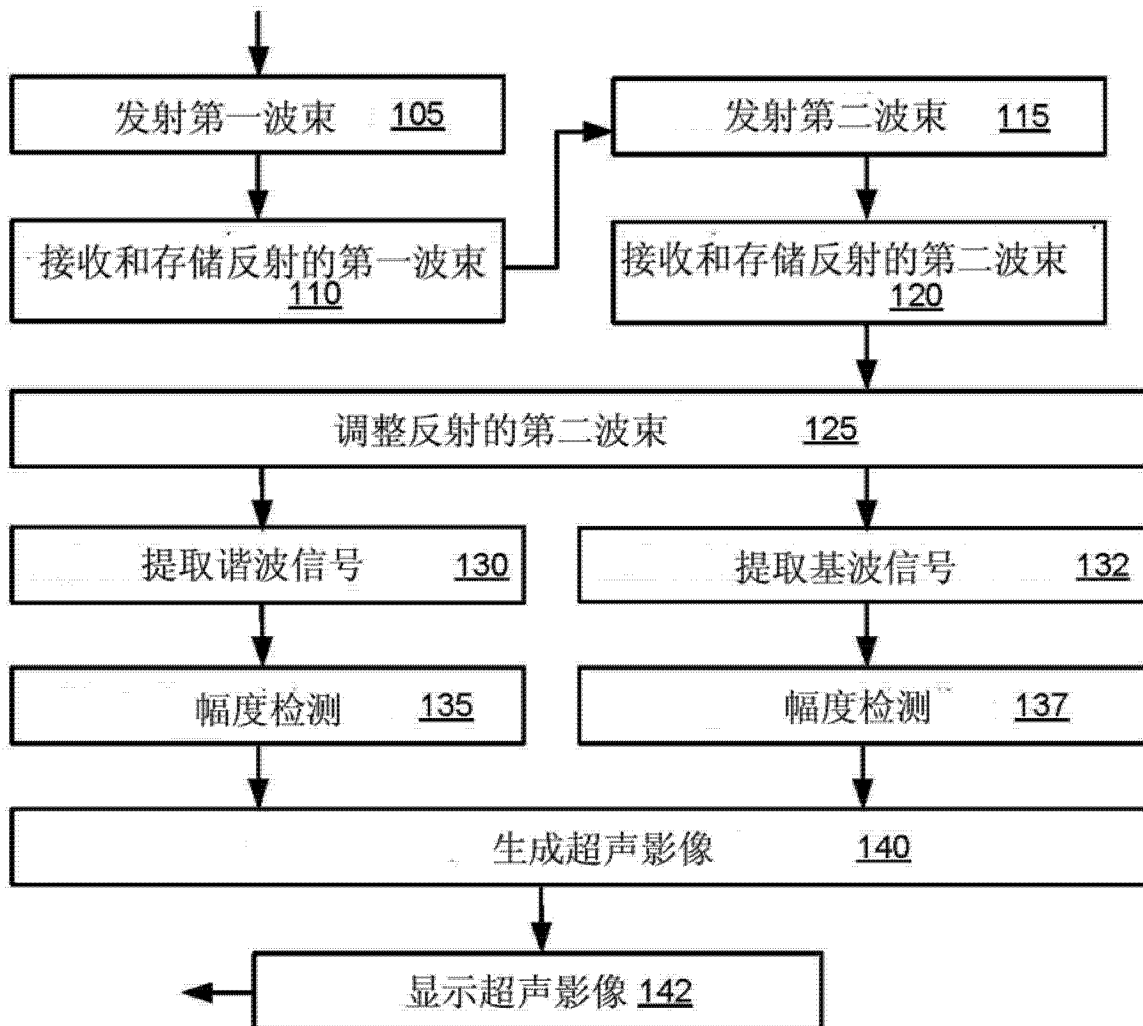 发射第一波束 105
发射第二波束 115
接收和存储反射的第一波束
110
接收和存储反射的第二波束
120
调整反射的第二波束 125
提取谐波信号 130
提取基波信号 132
幅度检测 135
幅度检测 137
生成超声影像 140
显示超声影像 142